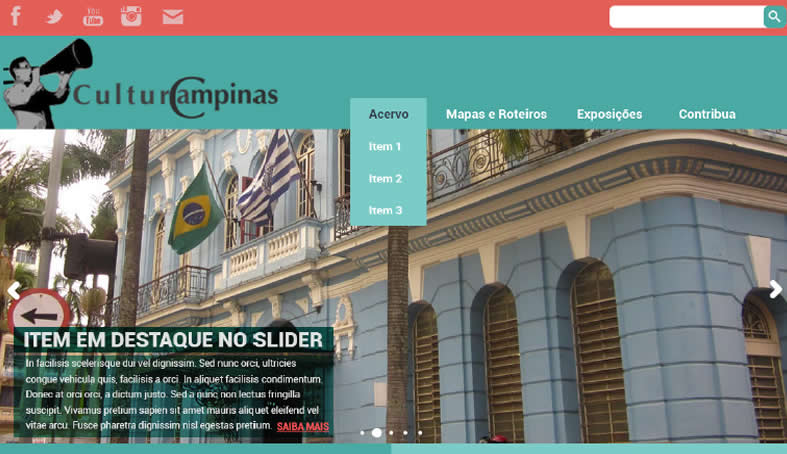 You
Tube
CulturCampinas
Acervo
Mapas e Roteiros
Exposições
Contribua
Item 1
Item 2
Item 3
ITEM EM DESTAQUE NO SLIDER
In facilisis scelerisque dui vel dignissim. Sed nunc orci, ultricies
congue vehicula quis, facilisis a orci. In aliquet facilisis condimentum.
Donec at orci orci, a dictum justo. Sed a nunc non lectus fringilla
suscipit. Vivamus pretium sapien sit amet mauris aliquet eleifend vel
vitae arcu. Fusce pharetra dignissim nisl egestas pretium. SAIBA MAIS